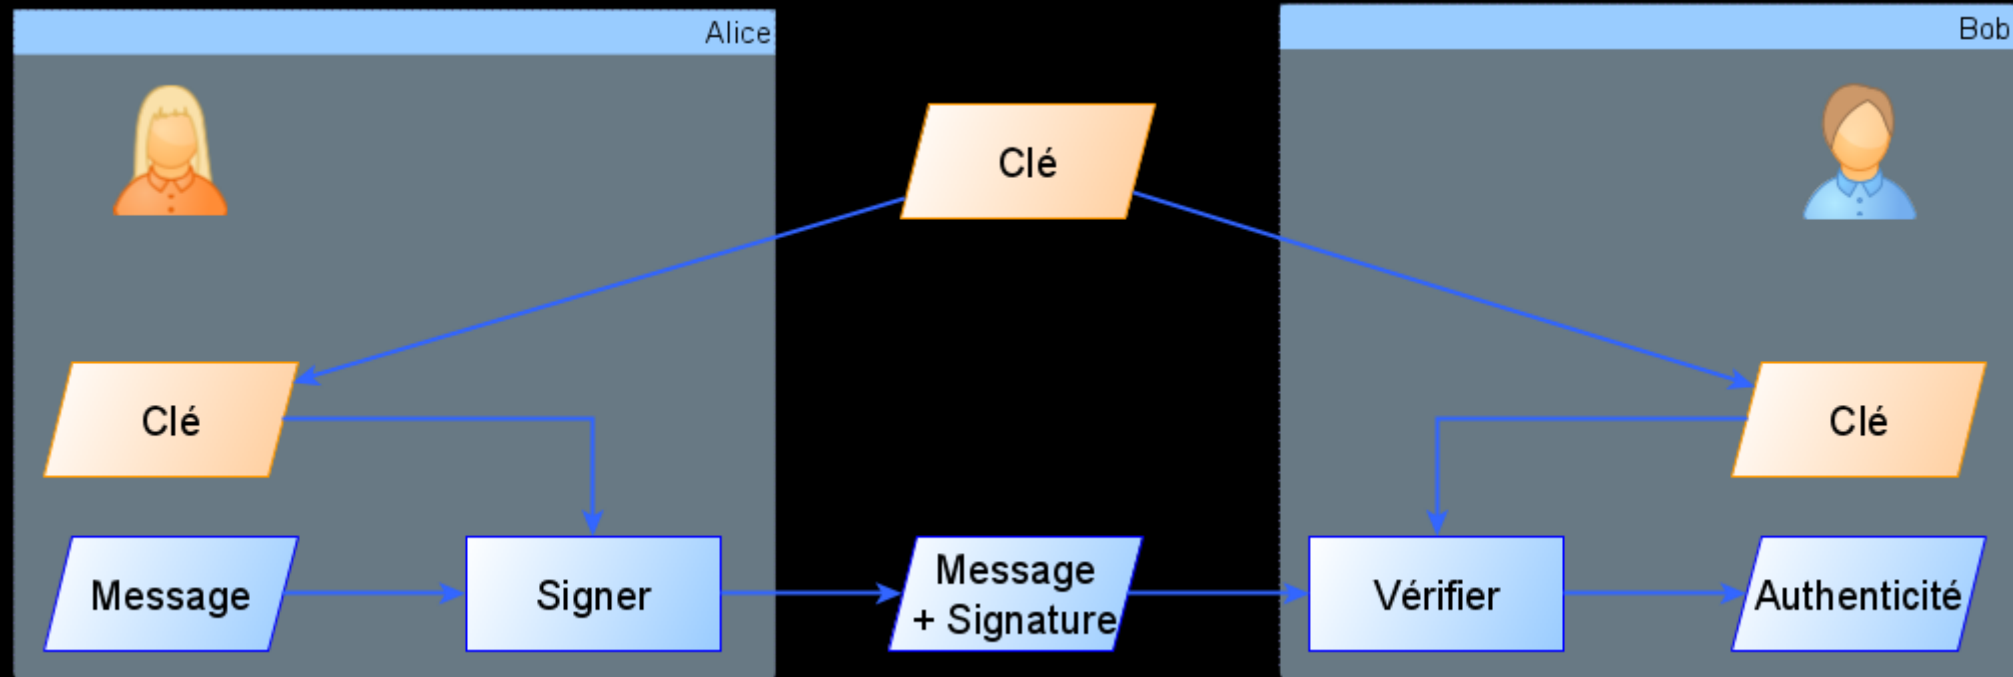 Alice
Bob
Clé
Clé
Clé
Message
Signer
Message
+ Signature
Vérifier
Authenticité